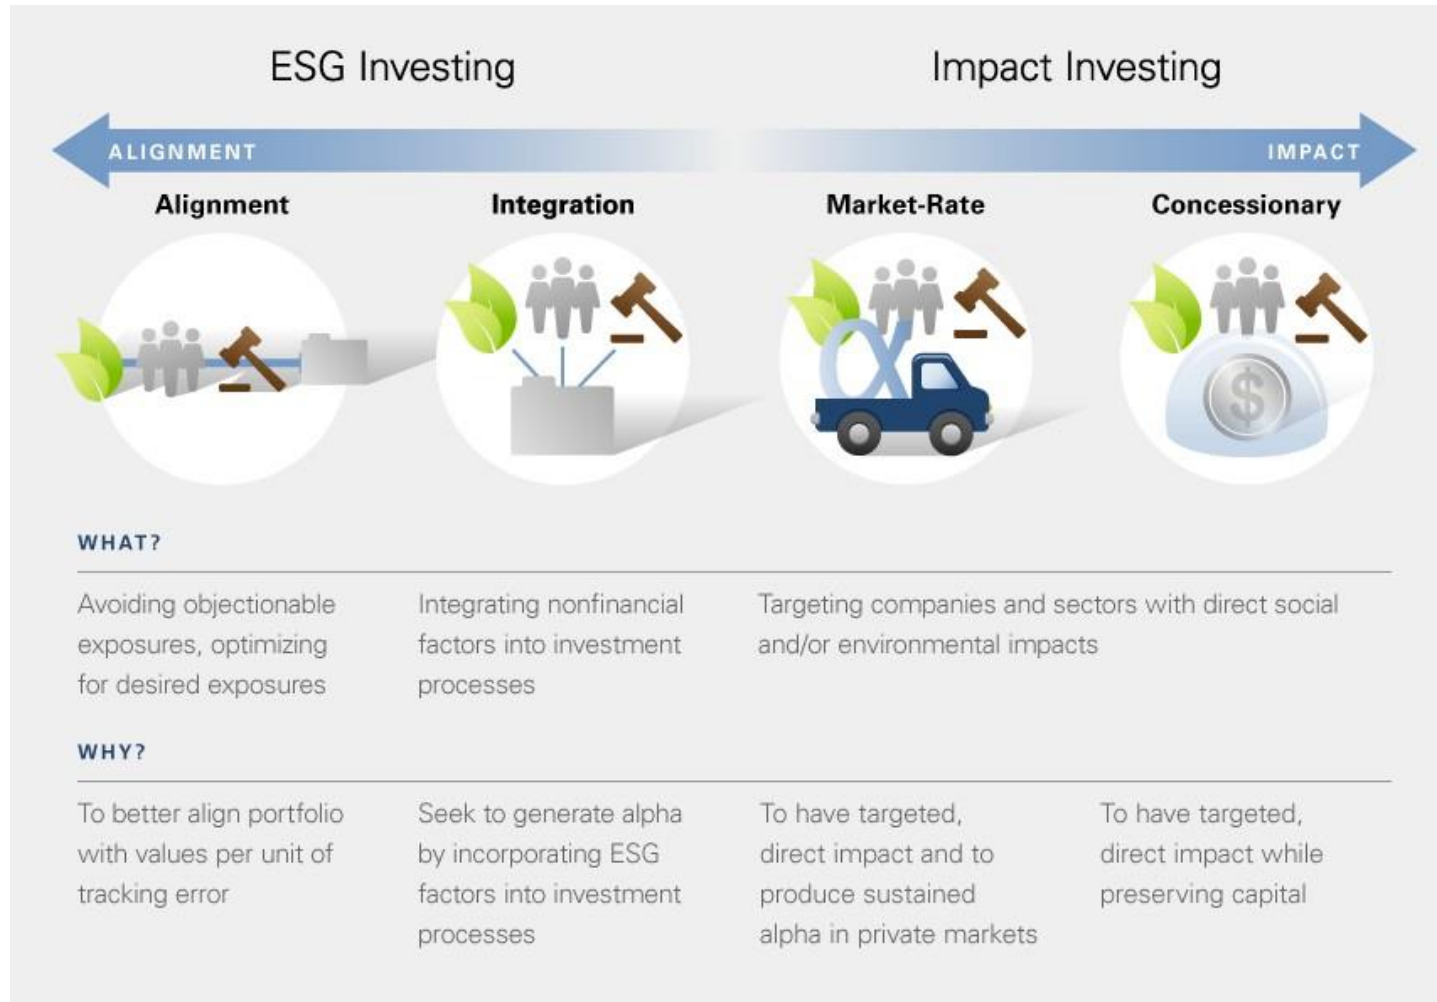 ESG Investing
Impact Investing
ALIGNMENT
IMPACT
Alignment
Integration
Market-Rate
Concessionary
α
$
WHAT?
Avoiding objectionable
exposures, optimizing
for desired exposures
Integrating nonfinancial
factors into investment
processes
Targeting companies and sectors with direct social
and/or environmental impacts
WHY?
To better align portfolio
with values per unit of
tracking error
Seek to generate alpha
by incorporating ESG
factors into investment
processes
To have targeted,
direct impact and to
produce sustained
alpha in private markets
To have targeted,
direct impact while
preserving capital